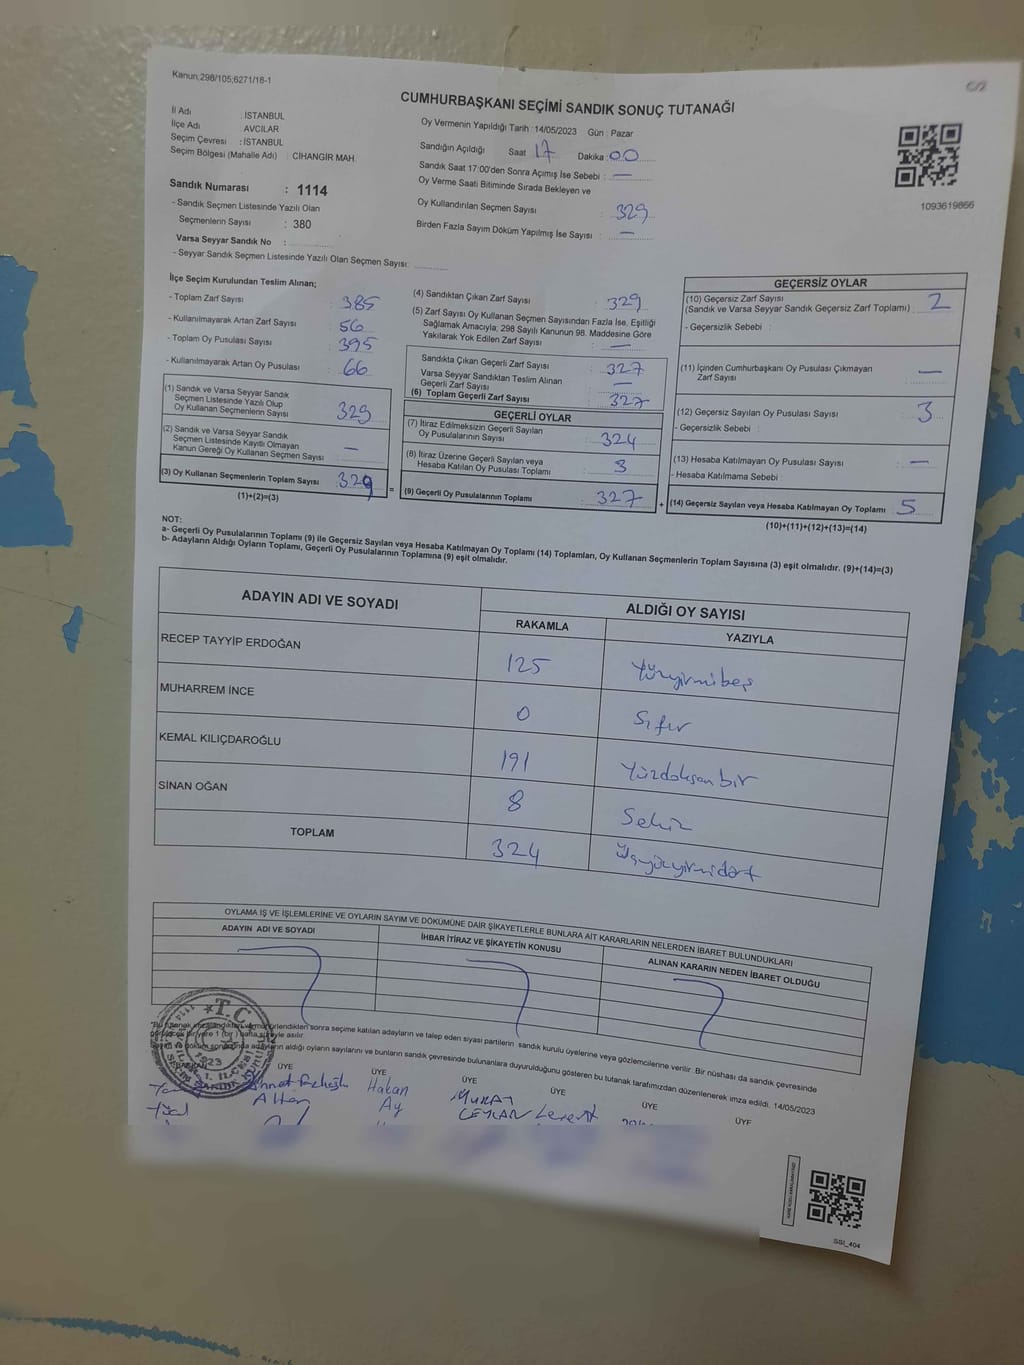 Kanun;298/105;6271/18-1
CUMHURBAŞKANI SEÇİMİ SANDIK SONUÇ TUTANAĞI
İl Adı : İSTANBUL
İlçe Adı AVCILAR
Seçim Çevresi : İSTANBUL
Seçim Bölgesi (Mahalle Adı) : CİHANGİR MAH.
Sandık Numarası : 1114
- Sandık Seçmen Listesinde Yazılı Olan
Seçmenlerin Sayısı : 380
Varsa Seyyar Sandık No :
- Seyyar Sandık Seçmen Listesinde Yazılı Olan Seçmen Sayısı:
Oy Vermenin Yapıldığı Tarih :14/05/2023 Gün : Pazar
Sandığın Açıldığı Saat 17 Dakika :00
Sandık Saat 17:00'den Sonra Açımış İse Sebebi : —
Oy Verme Saati Bitiminde Sırada Bekleyen ve
Oy Kullandırılan Seçmen Sayısı : 329
Birden Fazla Sayım Döküm Yapılmış İse Sayısı : —
1093619866
İlçe Seçim Kurulundan Teslim Alınan;
- Toplam Zarf Sayısı : 385
- Kullanılmayarak Artan Zarf Sayısı : 56
- Toplam Oy Pusulası Sayısı : 395
- Kullanılmayarak Artan Oy Pusulası : 66
(1) Sandık ve Varsa Seyyar Sandık
Seçmen Listesinde Yazılı Olup
Oy Kullanan Seçmenlerin Sayısı : 329
(2) Sandık ve Varsa Seyyar Sandık
Seçmen Listesinde Kayıtlı Olmayan
Kanun Gereği Oy Kullanan Seçmen Sayısı : —
(3) Oy Kullanan Seçmenlerin Toplam Sayısı : 329
(1)+(2)=(3)
(4) Sandıktan Çıkan Zarf Sayısı : 329
(5) Zarf Sayısı Oy Kullanan Seçmen Sayısından Fazla İse, Eşitliği
Sağlamak Amacıyla; 298 Sayılı Kanunun 98. Maddesine Göre
Yakılarak Yok Edilen Zarf Sayısı : —
Sandıkta Çıkan Geçerli Zarf Sayısı : 327
Varsa Seyyar Sandıktan Teslim Alınan
Geçerli Zarf Sayısı : —
(6) Toplam Geçerli Zarf Sayısı : 327
GEÇERLİ OYLAR
(7) İtiraz Edilmeksizin Geçerli Sayılan
Oy Pusulalarının Sayısı : 324
(8) İtiraz Üzerine Geçerli Sayılan veya
Hesaba Katılan Oy Pusulası Toplamı : 3
= (9) Geçerli Oy Pusulalarının Toplamı : 327
GEÇERSİZ OYLAR
(10) Geçersiz Zarf Sayısı
(Sandık ve Varsa Seyyar Sandık Geçersiz Zarf Toplamı) : 2
- Geçersizlik Sebebi :
(11) İçinden Cumhurbaşkanı Oy Pusulası Çıkmayan
Zarf Sayısı : —
(12) Geçersiz Sayılan Oy Pusulası Sayısı : 3
- Geçersizlik Sebebi :
(13) Hesaba Katılmayan Oy Pusulası Sayısı : —
- Hesaba Katılmama Sebebi :
+ (14) Geçersiz Sayılan veya Hesaba Katılmayan Oy Toplamı : 5
(10)+(11)+(12)+(13)=(14)
NOT:
a- Geçerli Oy Pusulalarının Toplamı (9) ile Geçersiz Sayılan veya Hesaba Katılmayan Oy Toplamı (14) Toplamları, Oy Kullanan Seçmenlerin Toplam Sayısına (3) eşit olmalıdır. (9)+(14)=(3)
b- Adayların Aldığı Oyların Toplamı, Geçerli Oy Pusulalarının Toplamına (9) eşit olmalıdır.
ADAYIN ADI VE SOYADI ALDIĞI OY SAYISI
RAKAMLA YAZIYLA
RECEP TAYYİP ERDOĞAN 125 Yüzyirmibeş
MUHARREM İNCE 0 Sıfır
KEMAL KILIÇDAROĞLU 191 Yüzdoksanbir
SİNAN OĞAN 8 Sekiz
TOPLAM 324 Üçyüzyirmidört
OYLAMA İŞ VE İŞLEMLERİNE VE OYLARIN SAYIM VE DÖKÜMÜNE DAİR ŞİKAYETLERLE BUNLARA AİT KARARLARIN NELERDEN İBARET BULUNDUKLARI
ADAYIN ADI VE SOYADI İHBAR İTİRAZ VE ŞİKAYETİN KONUSU ALINAN KARARIN NEDEN İBARET OLDUĞU
sonra seçime katılan adayların ve talep eden siyasi partilerin sandık kurulu üyelerine veya gözlemcilerine verilir. Bir nüshası da sandık çevresinde
adayların aldığı oyların sayılarını ve bunların sandık çevresinde bulunanlara duyurulduğunu gösteren bu tutanak tarafımızdan düzenlenerek imza edildi. 14/05/2023
T.C.
ÜYE ÜYE ÜYE ÜYE ÜYE ÜYE
Hakan
Ay
MURAT
CEYLAN
SSI_404